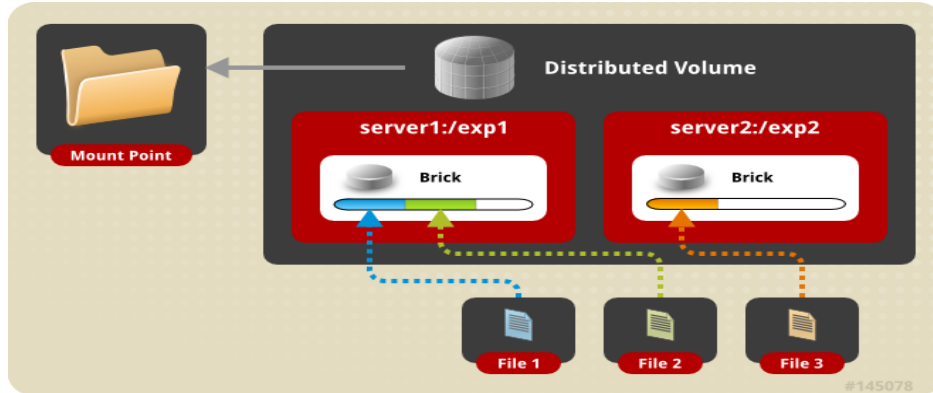 Distributed Volume
Mount Point
server1:/exp1
server2:/exp2
Brick
Brick
File 1
File 2
File 3
#145078